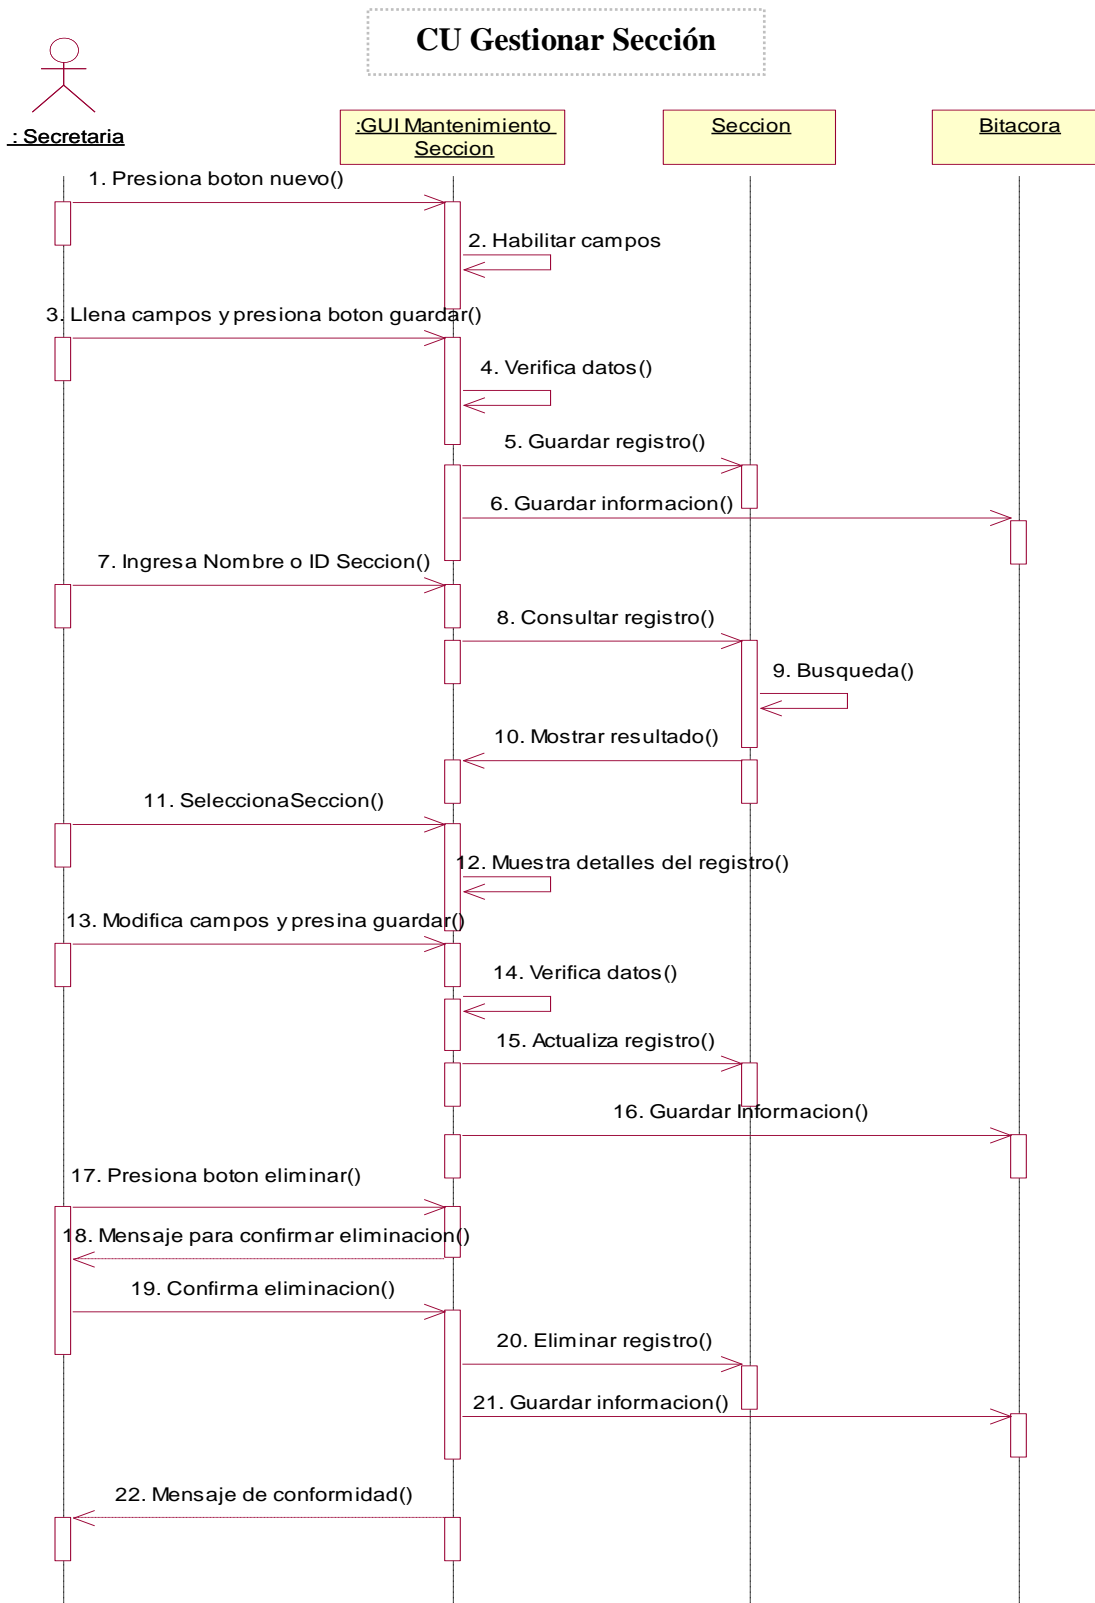 CU Gestionar Sección
: Secretaria
:GUI Mantenimiento
Seccion
Seccion
Bitacora
1. Presiona boton nuevo()
2. Habilitar campos
3. Llena campos y presiona boton guardar()
4. Verifica datos()
5. Guardar registro()
6. Guardar informacion()
7. Ingresa Nombre o ID Seccion()
8. Consultar registro()
9. Busqueda()
10. Mostrar resultado()
11. SeleccionaSeccion()
12. Muestra detalles del registro()
13. Modifica campos y presina guardar()
14. Verifica datos()
15. Actualiza registro()
16. Guardar Informacion()
17. Presiona boton eliminar()
18. Mensaje para confirmar eliminacion()
19. Confirma eliminacion()
20. Eliminar registro()
21. Guardar informacion()
22. Mensaje de conformidad()